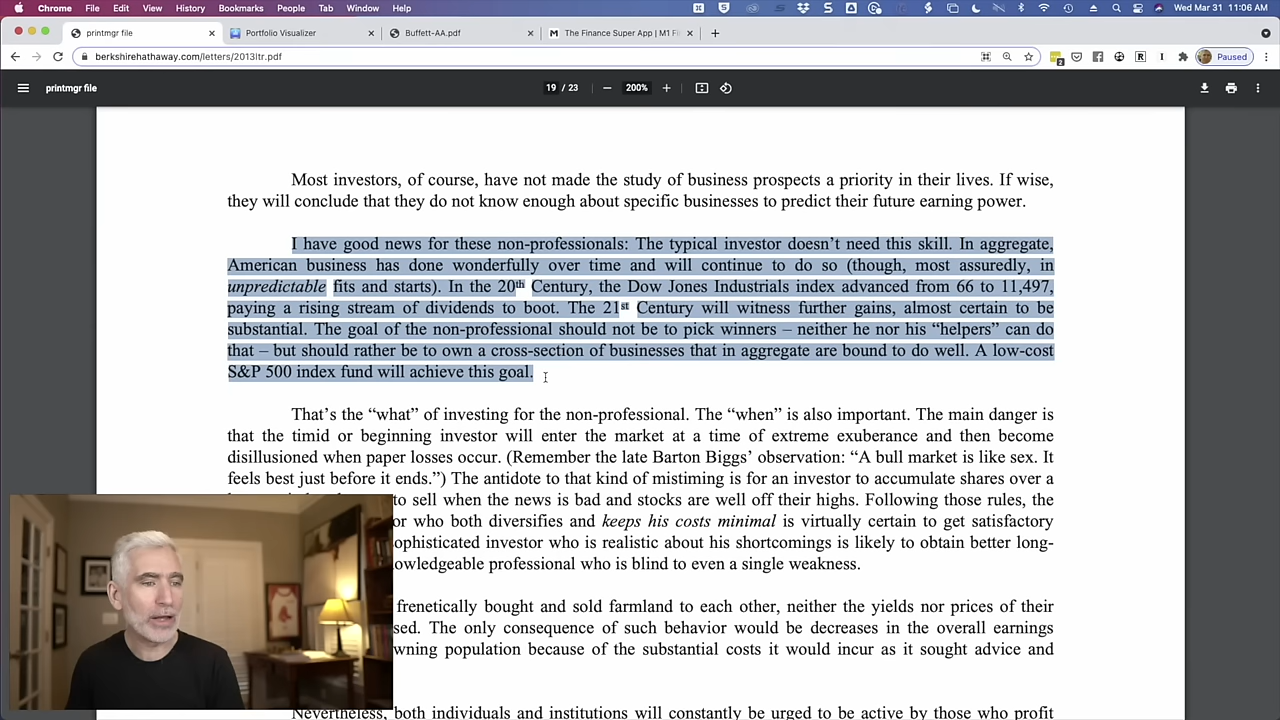 Chrome File Edit View History Bookmarks People Tab Window Help Wed Mar 31 11:06 AM
printmgr file Portfolio Visualizer Buffett-AA.pdf The Finance Super App | M1 Fi
berkshirehathaway.com/letters/2013ltr.pdf Paused
printmgr file 19 / 23 200%
Most investors, of course, have not made the study of business prospects a priority in their lives. If wise,
they will conclude that they do not know enough about specific businesses to predict their future earning power.
I have good news for these non-professionals: The typical investor doesn’t need this skill. In aggregate,
American business has done wonderfully over time and will continue to do so (though, most assuredly, in
unpredictable fits and starts). In the 20th Century, the Dow Jones Industrials index advanced from 66 to 11,497,
paying a rising stream of dividends to boot. The 21st Century will witness further gains, almost certain to be
substantial. The goal of the non-professional should not be to pick winners – neither he nor his “helpers” can do
that – but should rather be to own a cross-section of businesses that in aggregate are bound to do well. A low-cost
S&P 500 index fund will achieve this goal.
That’s the “what” of investing for the non-professional. The “when” is also important. The main danger is
that the timid or beginning investor will enter the market at a time of extreme exuberance and then become
disillusioned when paper losses occur. (Remember the late Barton Biggs’ observation: “A bull market is like sex. It
feels best just before it ends.”) The antidote to that kind of mistiming is for an investor to accumulate shares over a
to sell when the news is bad and stocks are well off their highs. Following those rules, the
or who both diversifies and keeps his costs minimal is virtually certain to get satisfactory
ophisticated investor who is realistic about his shortcomings is likely to obtain better long-
owledgeable professional who is blind to even a single weakness.
frenetically bought and sold farmland to each other, neither the yields nor prices of their
sed. The only consequence of such behavior would be decreases in the overall earnings
wning population because of the substantial costs it would incur as it sought advice and
Nevertheless, both individuals and institutions will constantly be urged to be active by those who profit